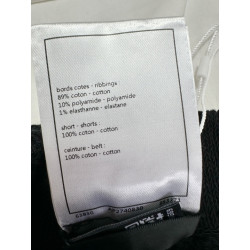 bords cotes - ribbings
89% coton - cotton
10% polyamide - polyamide
1% elasthanne - elastane
short - shorts :
100% coton - cotton
ceinture - belt :
100% coton - cotton